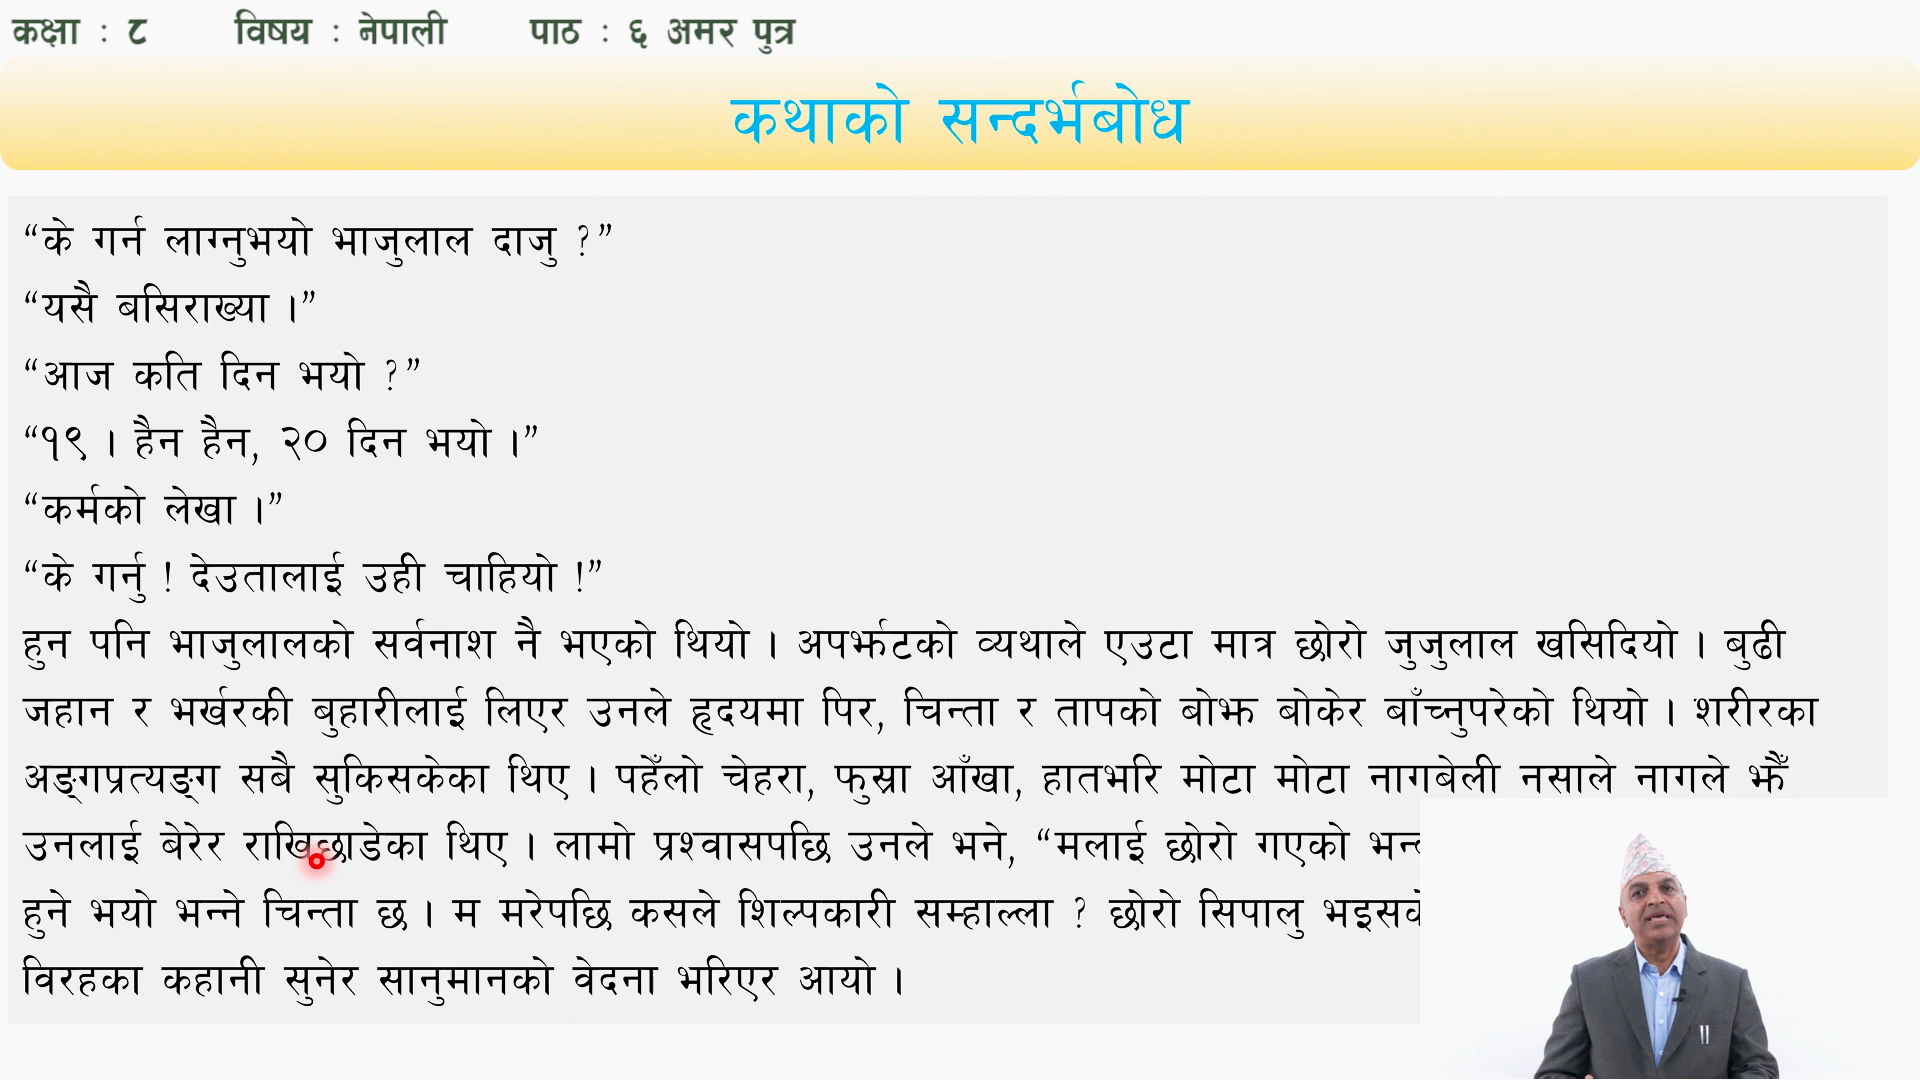 कक्षा : ८ विषय : नेपाली पाठ : ६ अमर पुत्र
कथाको सन्दर्भबोध
“के गर्न लाग्नुभयो भाजुलाल दाजु ?”
“यसै बसिराख्या ।”
“आज कति दिन भयो ?”
“१९ । हैन हैन, २० दिन भयो ।”
“कर्मको लेखा ।”
“के गर्नु ! देउतालाई उही चाहियो !”
हुन पनि भाजुलालको सर्वनाश नै भएको थियो । अपर्झटको व्यथाले एउटा मात्र छोरो जुजुलाल खसिदियो । बुढी
जहान र भर्खरकी बुहारीलाई लिएर उनले हृदयमा पिर, चिन्ता र तापको बोझ बोकेर बाँच्नुपरेको थियो । शरीरका
अङ्गप्रत्यङ्ग सबै सुकिसकेका थिए । पहेँलो चेहरा, फुस्रा आँखा, हातभरि मोटा मोटा नागबेली नसाले नागले झैँ
उनलाई बेरेर राखिछाडेका थिए । लामो प्रश्वासपछि उनले भने, “मलाई छोरो गएको
हुने भयो भन्ने चिन्ता छ । म मरेपछि कसले शिल्पकारी सम्हाल्ला ? छोरो सिपालु
विरहका कहानी सुनेर सानुमानको वेदना भरिएर आयो ।